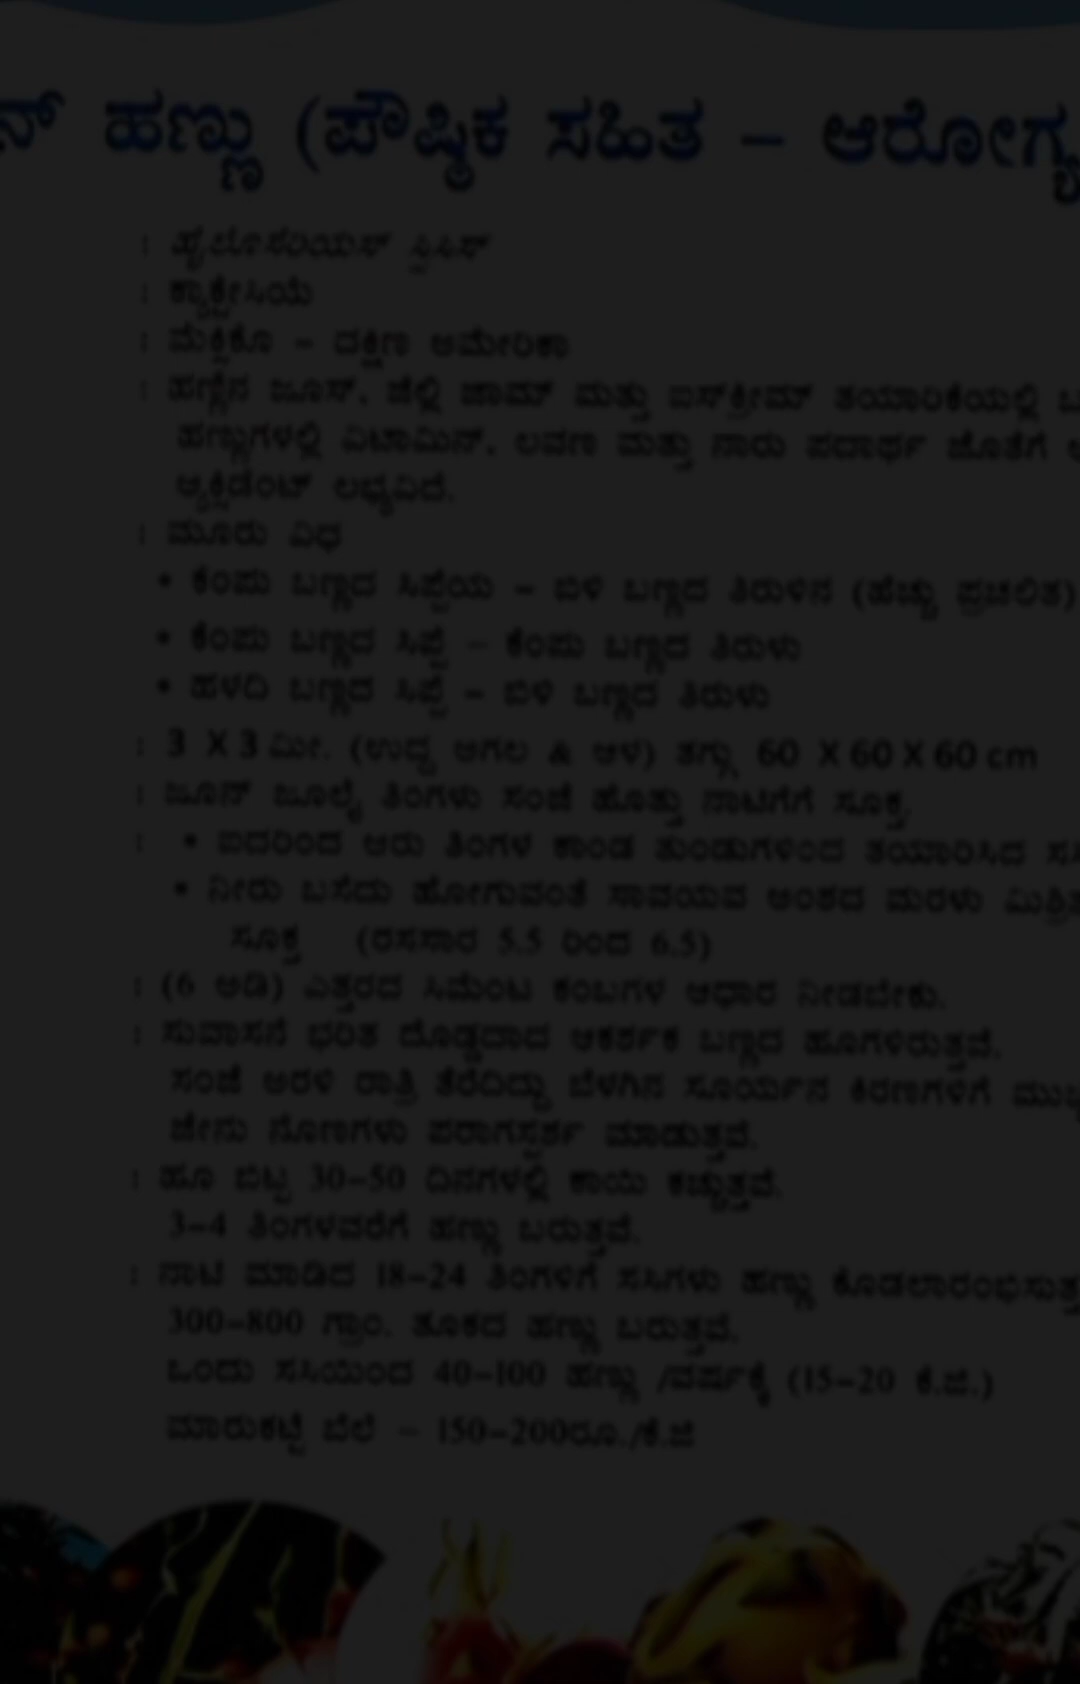 ಹಣ್ಣು (ಪೌಷ್ಠಿಕ ಸಹಿತ – ಆರೋಗ್ಯ
: ಹೈಲೊಸರಿಯಸ್
: ಕ್ಯಾಕ್ಟೇಸಿಯೆ
: ಮೆಕ್ಸಿಕೊ – ದಕ್ಷಿಣ ಅಮೇರಿಕಾ
: ಹಣ್ಣಿನ ಜೂಸ್, ಜೆಲ್ಲಿ ಜಾಮ್ ಮತ್ತು ಐಸ್‌ಕ್ರೀಮ್ ತಯಾರಿಕೆಯಲ್ಲಿ
ಹಣ್ಣುಗಳಲ್ಲಿ ವಿಟಾಮಿನ್, ಲವಣ ಮತ್ತು ನಾರು ಪದಾರ್ಥ ಜೊತೆಗೆ
ಆ್ಯಕ್ಸಿಡೆಂಟ್ ಲಭ್ಯವಿದೆ.
: ಮೂರು ವಿಧ
* ಕೆಂಪು ಬಣ್ಣದ ಸಿಪ್ಪೆಯ – ಬಿಳಿ ಬಣ್ಣದ ತಿರುಳಿನ (ಹೆಚ್ಚು ಪ್ರಚಲಿತ)
* ಕೆಂಪು ಬಣ್ಣದ ಸಿಪ್ಪೆ – ಕೆಂಪು ಬಣ್ಣದ ತಿರುಳು
* ಹಳದಿ ಬಣ್ಣದ ಸಿಪ್ಪೆ – ಬಿಳಿ ಬಣ್ಣದ ತಿರುಳು
: 3 X 3 ಮೀ. (ಉದ್ದ ಅಗಲ & ಆಳ) ತಗ್ಗು 60 X 60 X 60 cm
: ಜೂನ್ ಜೂಲೈ ತಿಂಗಳು ಸಂಜೆ ಹೊತ್ತು ನಾಟಿಗೆಗೆ ಸೂಕ್ತ.
: * ಐದರಿಂದ ಆರು ತಿಂಗಳ ಕಾಂಡ ತುಂಡುಗಳಿಂದ ತಯಾರಿಸಿದ
* ನೀರು ಬಸೆದು ಹೋಗುವಂತೆ ಸಾವಯವ ಅಂಶದ ಮರಳು
ಸೂಕ್ತ (ರಸಸಾರ 5.5 ರಿಂದ 6.5)
: (6 ಅಡಿ) ಎತ್ತರದ ಸಿಮೆಂಟ ಕಂಬಗಳ ಆಧಾರ ನೀಡಬೇಕು.
: ಸುವಾಸನೆ ಭರಿತ ದೊಡ್ಡದಾದ ಆಕರ್ಶಕ ಬಣ್ಣದ ಹೂಗಳಿರುತ್ತವೆ.
ಸಂಜೆ ಅರಳಿ ರಾತ್ರಿ ತೆರೆದಿದ್ದು ಬೆಳಗಿನ ಸೂರ್ಯನ ಕಿರಣಗಳಿಗೆ
ಜೇನು ನೊಣಗಳು ಪರಾಗಸ್ಪರ್ಶ ಮಾಡುತ್ತವೆ.
: ಹೂ ಬಿಟ್ಟ 30–50 ದಿನಗಳಲ್ಲಿ ಕಾಯಿ ಕಚ್ಚುತ್ತವೆ.
3–4 ತಿಂಗಳವರೆಗೆ ಹಣ್ಣು ಬರುತ್ತವೆ.
: ನಾಟಿ ಮಾಡಿದ 18–24 ತಿಂಗಳಿಗೆ ಸಸಿಗಳು ಹಣ್ಣು
300–800 ಗ್ರಾಂ. ತೂಕದ ಹಣ್ಣು ಬರುತ್ತವೆ.
ಒಂದು ಸಸಿಯಿಂದ 40–100 ಹಣ್ಣು /ವರ್ಷಕ್ಕೆ (15–20 ಕೆ.ಜಿ.)
ಮಾರುಕಟ್ಟೆ ಬೆಲೆ – 150–200ರೂ./ಕೆ.ಜಿ